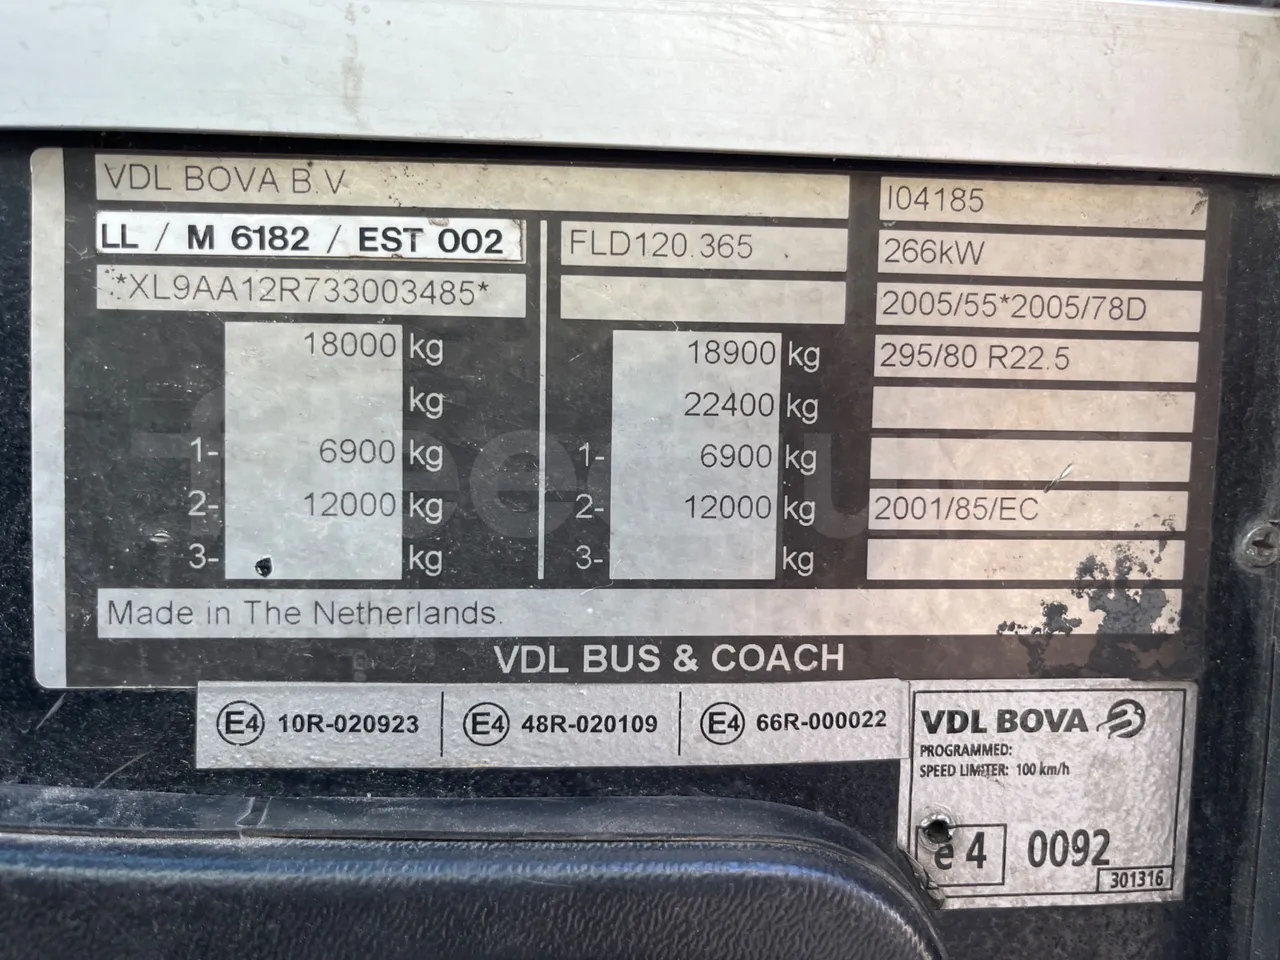 VDL BOVA B.V
I04185
LL / M 6182 / EST 002
FLD120.365
266kW
*XL9AA12R733003485*
2005/55*2005/78D
18000 kg
18900 kg
295/80 R22.5
kg
22400 kg
1- 6900 kg
1- 6900 kg
2- 12000 kg
2- 12000 kg
2001/85/EC
3- kg
3- kg
Made in The Netherlands.
VDL BUS & COACH
E4 10R-020923
E4 48R-020109
E4 66R-000022
VDL BOVA
PROGRAMMED:
SPEED LIMITER: 100 km/h
e 4 0092
301316